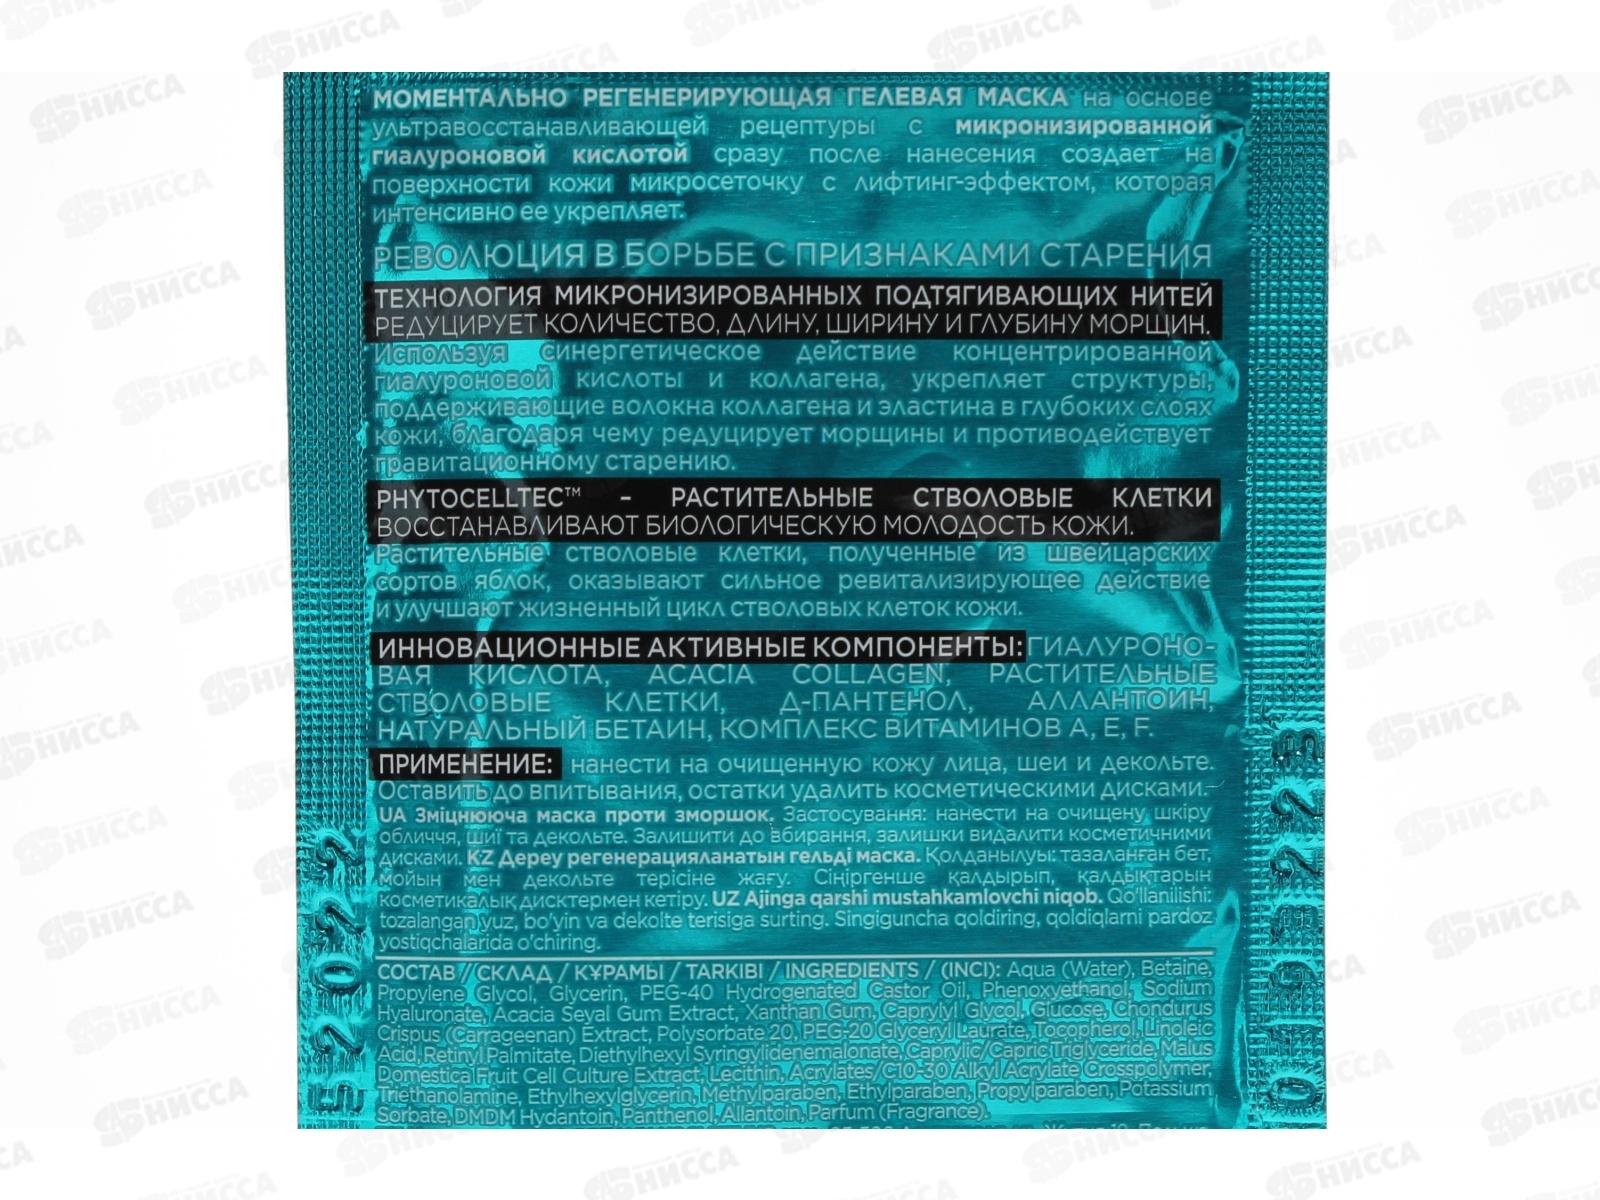 МОМЕНТАЛЬНО РЕГЕНЕРИРУЮЩАЯ ГЕЛЕВАЯ МАСКА на основе
ультравосстанавливающей рецептуры с микронизированной
гиалуроновой кислотой сразу после нанесения создает на
поверхности кожи микросеточку с лифтинг-эффектом, которая
интенсивно ее укрепляет.
РЕВОЛЮЦИЯ В БОРЬБЕ С ПРИЗНАКАМИ СТАРЕНИЯ
ТЕХНОЛОГИЯ МИКРОНИЗИРОВАННЫХ ПОДТЯГИВАЮЩИХ НИТЕЙ
РЕДУЦИРУЕТ КОЛИЧЕСТВО, ДЛИНУ, ШИРИНУ И ГЛУБИНУ МОРЩИН.
Используя синергетическое действие концентрированной
гиалуроновой кислоты и коллагена, укрепляет структуры,
поддерживающие волокна коллагена и эластина в глубоких слоях
кожи, благодаря чему редуцирует морщины и противодействует
гравитационному старению.
PHYTOCELLTEC™ - РАСТИТЕЛЬНЫЕ СТВОЛОВЫЕ КЛЕТКИ
ВОССТАНАВЛИВАЮТ БИОЛОГИЧЕСКУЮ МОЛОДОСТЬ КОЖИ.
Растительные стволовые клетки, полученные из швейцарских
сортов яблок, оказывают сильное ревитализирующее действие
и улучшают жизненный цикл стволовых клеток кожи.
ИННОВАЦИОННЫЕ АКТИВНЫЕ КОМПОНЕНТЫ: ГИАЛУРОНО-
ВАЯ КИСЛОТА, ACACIA COLLAGEN, РАСТИТЕЛЬНЫЕ
СТВОЛОВЫЕ КЛЕТКИ, Д-ПАНТЕНОЛ, АЛЛАНТОИН,
НАТУРАЛЬНЫЙ БЕТАИН, КОМПЛЕКС ВИТАМИНОВ A, E, F.
ПРИМЕНЕНИЕ: нанести на очищенную кожу лица, шеи и декольте.
Оставить до впитывания, остатки удалить косметическими дисками.
UA Зміцнююча маска проти зморшок. Застосування: нанести на очищену шкіру
обличчя, шиї та декольте. Залишити до вбирання, залишки видалити косметичними
дисками. KZ Дереу регенерацияланатын гельді маска. Қолданылуы: тазаланған бет,
мойын мен декольте терісіне жағу. Сіңіргенше қалдырып, қалдықтарын
косметикалық дисктермен кетіру. UZ Ajinga qarshi mustahkamlovchi niqob. Qo'llanilishi:
tozalangan yuz, bo'yin va dekolte terisiga surting. Singiguncha qoldiring, qoldiqlarni pardoz
yostiqchalarida o'chiring.
СОСТАВ / СКЛАД / ҚҰРАМЫ / TARKIBI / INGREDIENTS / (INCI): Aqua (Water), Betaine,
Propylene Glycol, Glycerin, PEG-40 Hydrogenated Castor Oil, Phenoxyethanol, Sodium
Hyaluronate, Acacia Seyal Gum Extract, Xanthan Gum, Caprylyl Glycol, Glucose, Chondurus
Crispus (Carrageenan) Extract, Polysorbate 20, PEG-20 Glyceryl Laurate, Tocopherol, Linoleic
Acid, Retinyl Palmitate, Diethylhexyl Syringylidenemalonate, Caprylic/Capric Triglyceride, Malus
Domestica Fruit Cell Culture Extract, Lecithin, Acrylates/C10-30 Alkyl Acrylate Crosspolymer,
Triethanolamine, Ethylhexylglycerin, Methylparaben, Ethylparaben, Propylparaben, Potassium
Sorbate, DMDM Hydantoin, Panthenol, Allantoin, Parfum (Fragrance).
НИССА